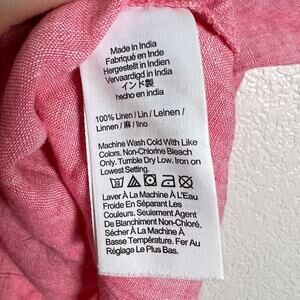 Made in India
Fabriqué en Inde
Hergestellt in Indien
Vervaardigd in India
インド製
hecho en india
100% Linen / Lin / Leinen /
Linnen / 麻 / lino
Machine Wash Cold With Like
Colors. Non-Chlorine Bleach
Only. Tumble Dry Low. Iron on
Lowest Setting.
Laver À La Machine À L'Eau
Froide En Séparant Les
Couleurs. Seulement Agent
De Blanchiment Non-Chloré.
Sécher À La Machine À
Basse Température. Fer Au
Réglage Le Plus Bas.